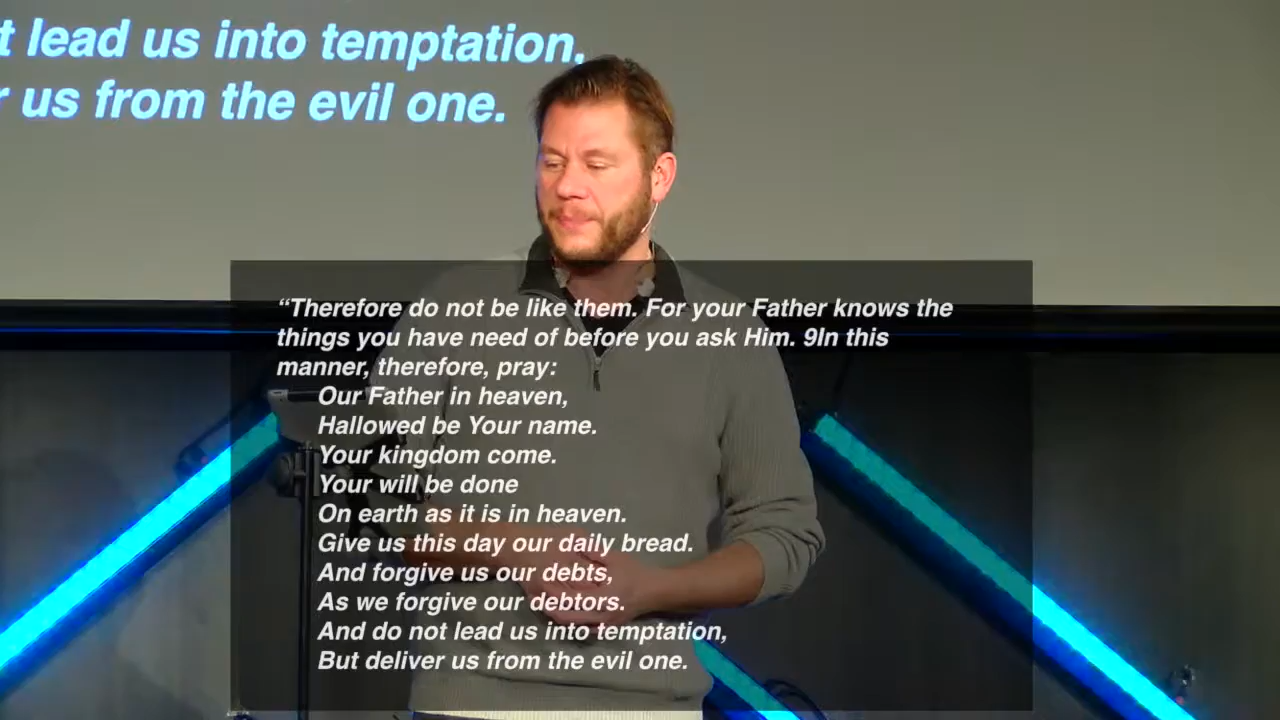 t lead us into temptation,
r us from the evil one.
“Therefore do not be like them. For your Father knows the
things you have need of before you ask Him. 9In this
manner, therefore, pray:
Our Father in heaven,
Hallowed be Your name.
Your kingdom come.
Your will be done
On earth as it is in heaven.
Give us this day our daily bread.
And forgive us our debts,
As we forgive our debtors.
And do not lead us into temptation,
But deliver us from the evil one.